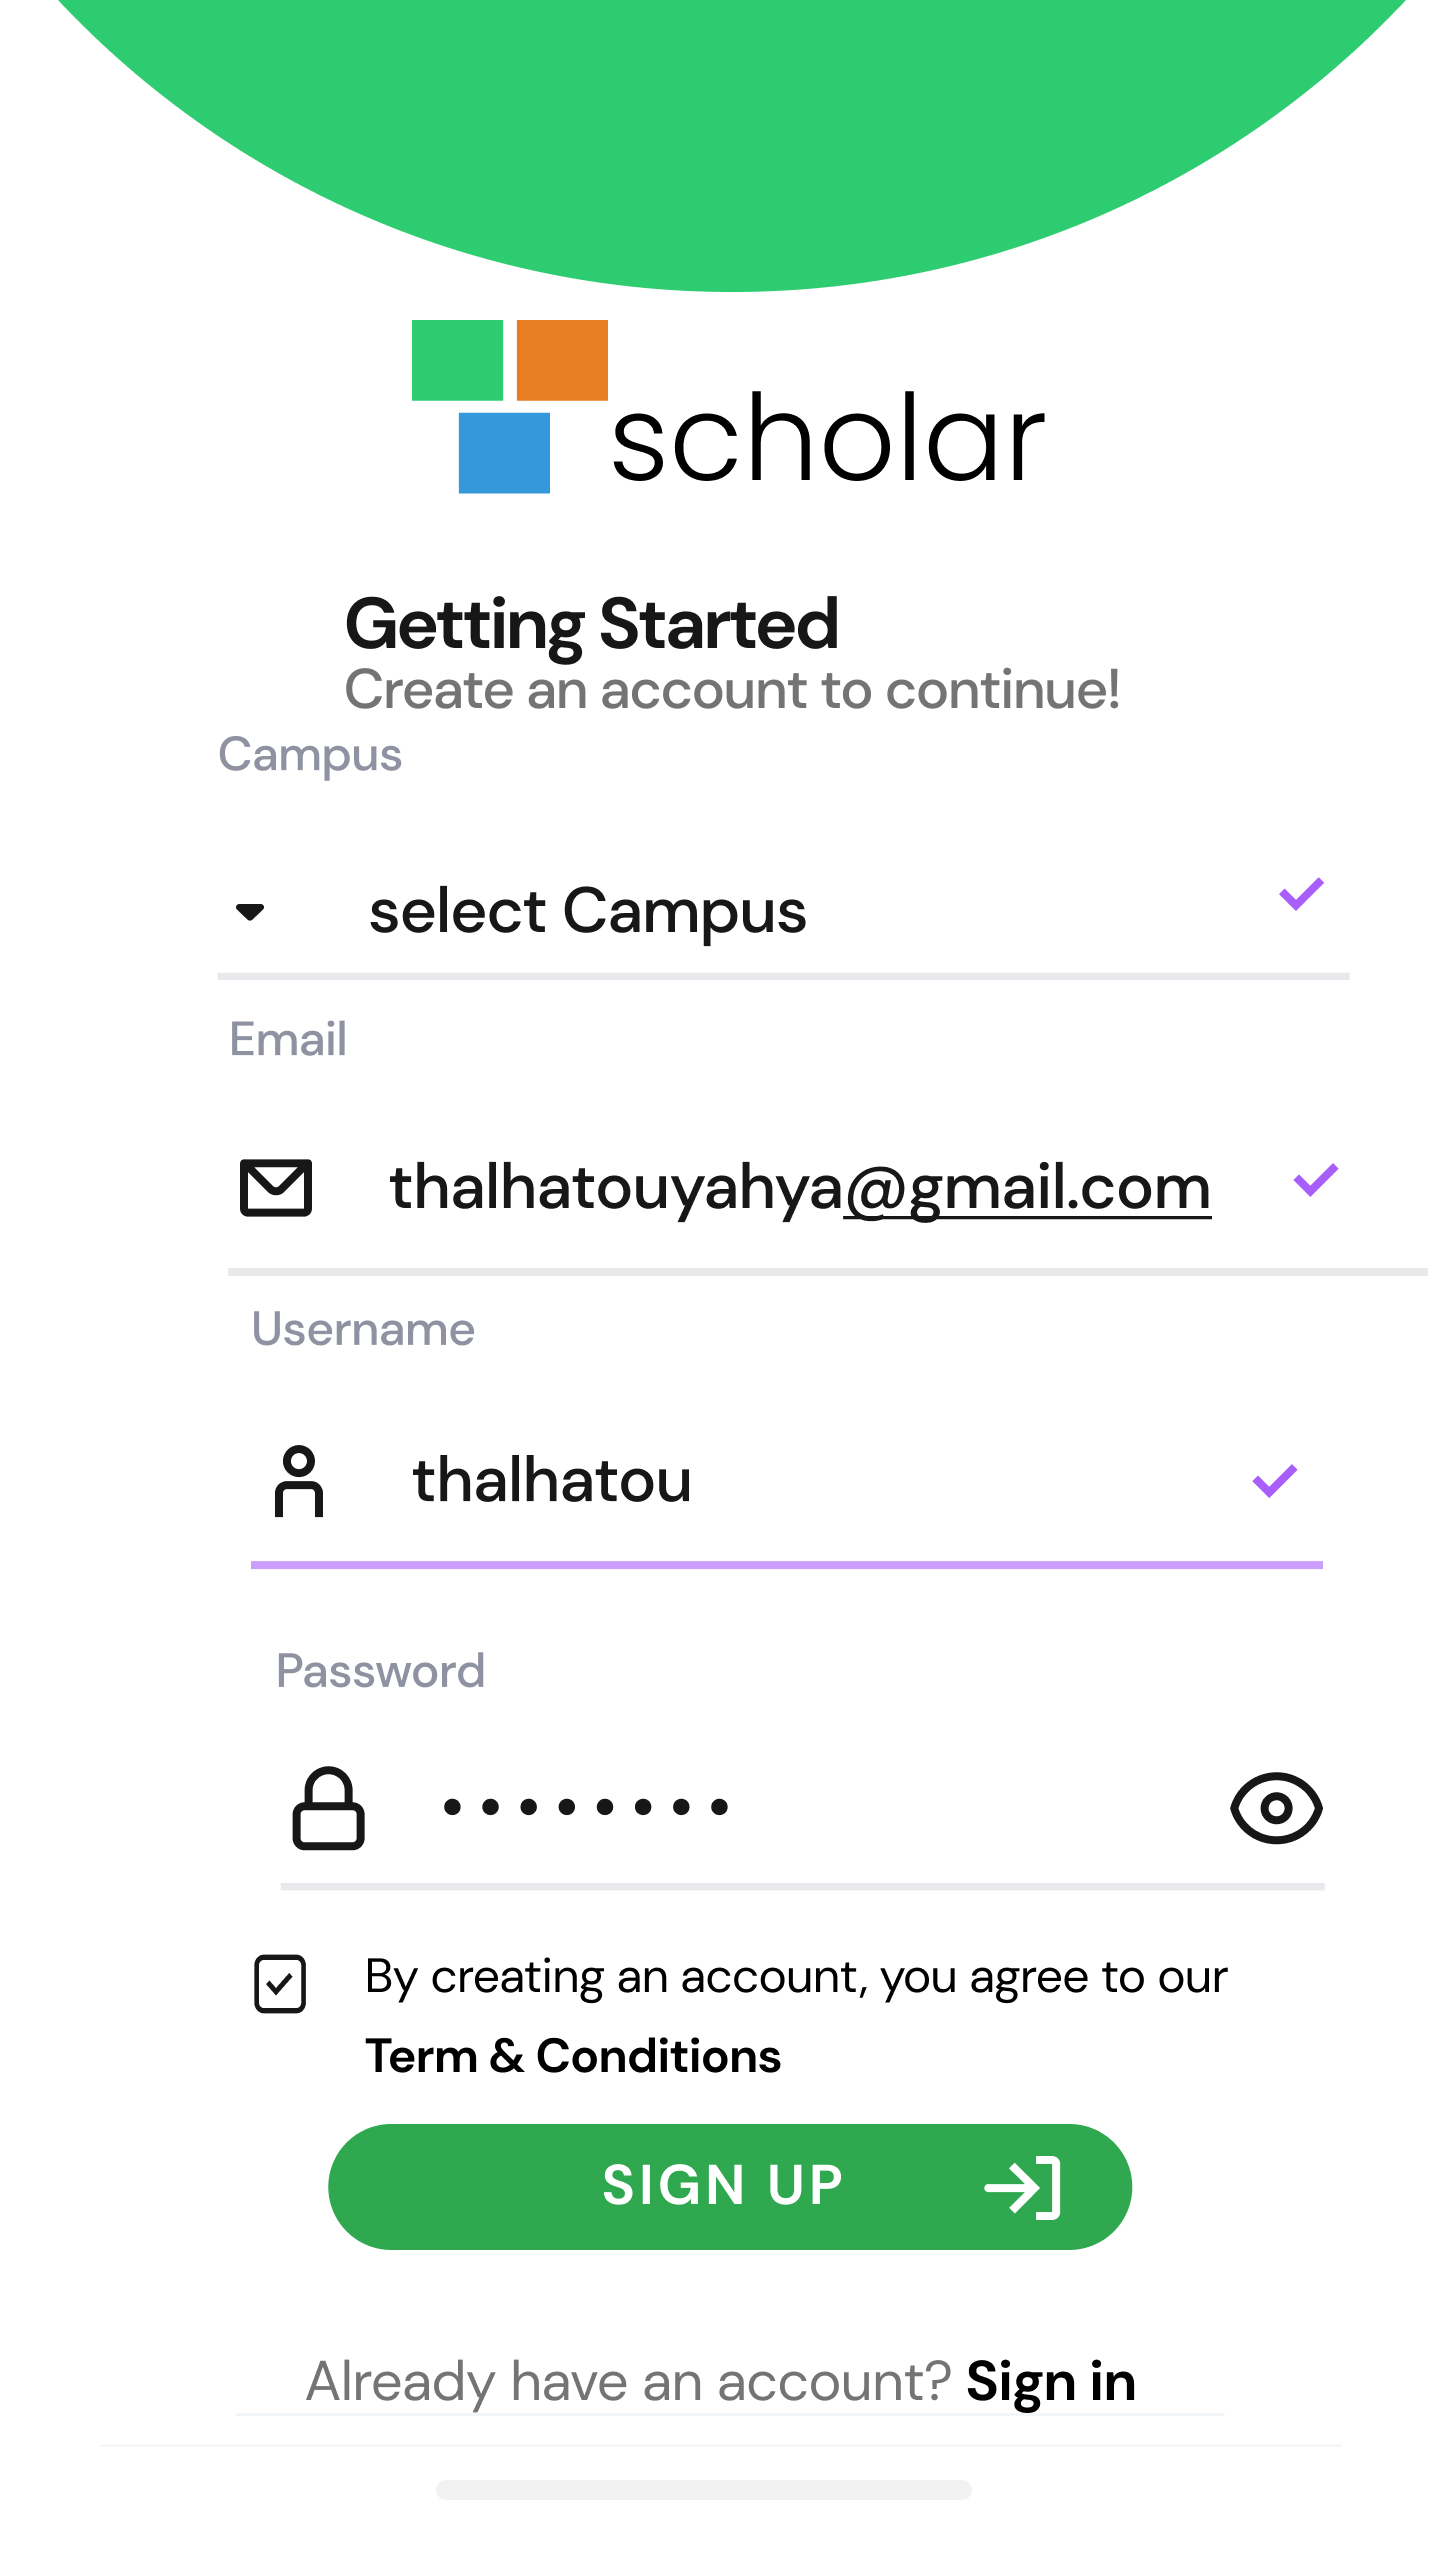 scholar
Getting Started
Create an account to continue!
Campus
select Campus
Email
thalhatouyahya@gmail.com
Username
thalhatou
Password
••••••••
By creating an account, you agree to our
Term & Conditions
SIGN UP
Already have an account? Sign in